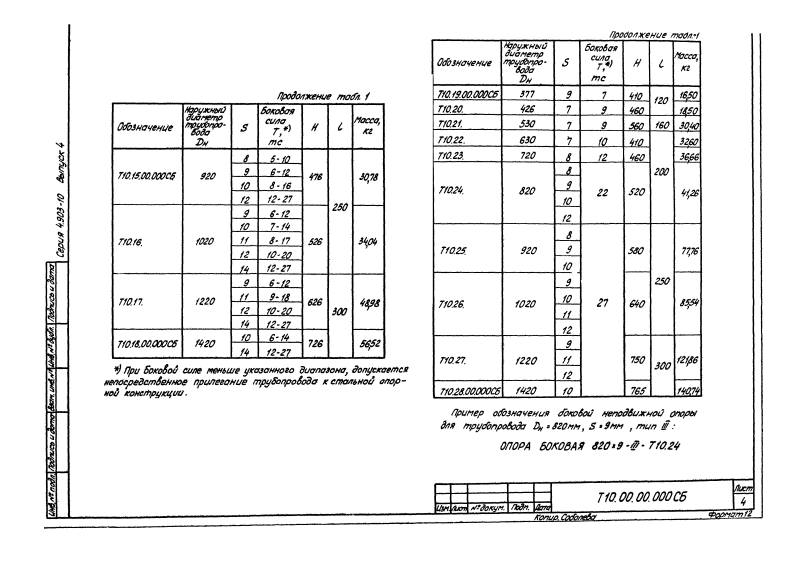 Серия 4.903-10 Выпуск 4
Продолжение табл. 1
Обозначение | Наружный диаметр трубопро-вода Dн | S | Боковая сила Т,*) тс | H | L | Масса, кг
Т10.15.00.000СБ | 920 | 8 | 5-10 | 476 | 250 | 30,78
9 | 6-12
10 | 8-16
12 | 12-27
Т10.16. | 1020 | 9 | 6-12 | 526 | 34,04
10 | 7-14
11 | 8-17
12 | 10-20
14 | 12-27
Т10.17. | 1220 | 9 | 6-12 | 626 | 300 | 48,98
11 | 9-18
12 | 10-20
14 | 12-27
Т10.18.00.000СБ | 1420 | 10 | 6-14 | 726 | 56,52
14 | 12-27
*) При боковой силе меньше указанного диапазона, допускается
непосредственное прилегание трубопровода к стальной опор-
ной конструкции.
Продолжение табл.1
Обозначение | Наружный диаметр трубопро-вода Dн | S | Боковая сила Т,*) тс | H | L | Масса, кг
Т10.19.00.000СБ | 377 | 9 | 7 | 410 | 120 | 16,50
Т10.20. | 426 | 7 | 9 | 460 | 18,50
Т10.21. | 530 | 7 | 9 | 560 | 160 | 30,40
Т10.22. | 630 | 7 | 10 | 410 | 200 | 32,60
Т10.23. | 720 | 8 | 12 | 460 | 36,66
Т10.24. | 820 | 8 | 22 | 520 | 41,26
9
10
12
Т10.25. | 920 | 8 | 27 | 580 | 250 | 77,76
9
10
Т10.26. | 1020 | 9 | 640 | 85,54
10
11
12
Т10.27. | 1220 | 9 | 750 | 300 | 121,86
11
12
Т10.28.00.000СБ | 1420 | 10 | 765 | 140,74
Пример обозначения боковой неподвижной опоры
для трубопровода Dн = 820мм, S = 9мм , тип III :
ОПОРА БОКОВАЯ 820×9 - III - Т10.24
Инв. № подл. | Подпись и дата | Взам. инв. № | Инв. № дубл. | Подпись и дата
Изм. | Лист | № докум. | Подп. | Дата
Т10.00.00.000 СБ
Лист
4
Копир. Соболева
Формат 12